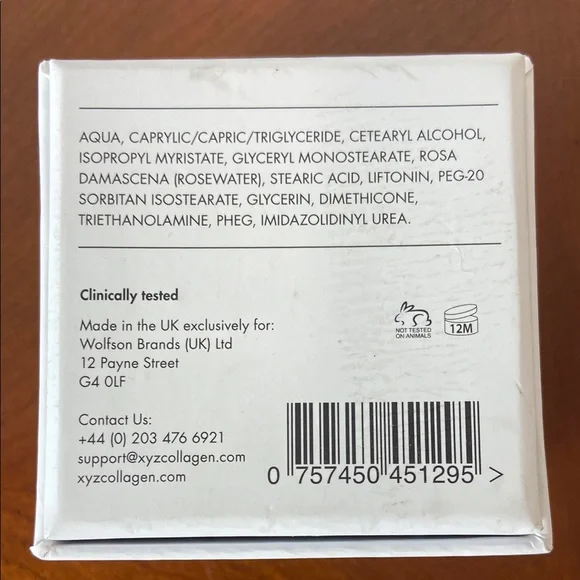 AQUA, CAPRYLIC/CAPRIC/TRIGLYCERIDE, CETEARYL ALCOHOL,
ISOPROPYL MYRISTATE, GLYCERYL MONOSTEARATE, ROSA
DAMASCENA (ROSEWATER), STEARIC ACID, LIFTONIN, PEG-20
SORBITAN ISOSTEARATE, GLYCERIN, DIMETHICONE,
TRIETHANOLAMINE, PHEG, IMIDAZOLIDINYL UREA.
Clinically tested
Made in the UK exclusively for:
Wolfson Brands (UK) Ltd
12 Payne Street
G4 0LF
NOT TESTED
ON ANIMALS
12M
Contact Us:
+44 (0) 203 476 6921
support@xyzcollagen.com
xyzcollagen.com
0 757450 451295 >